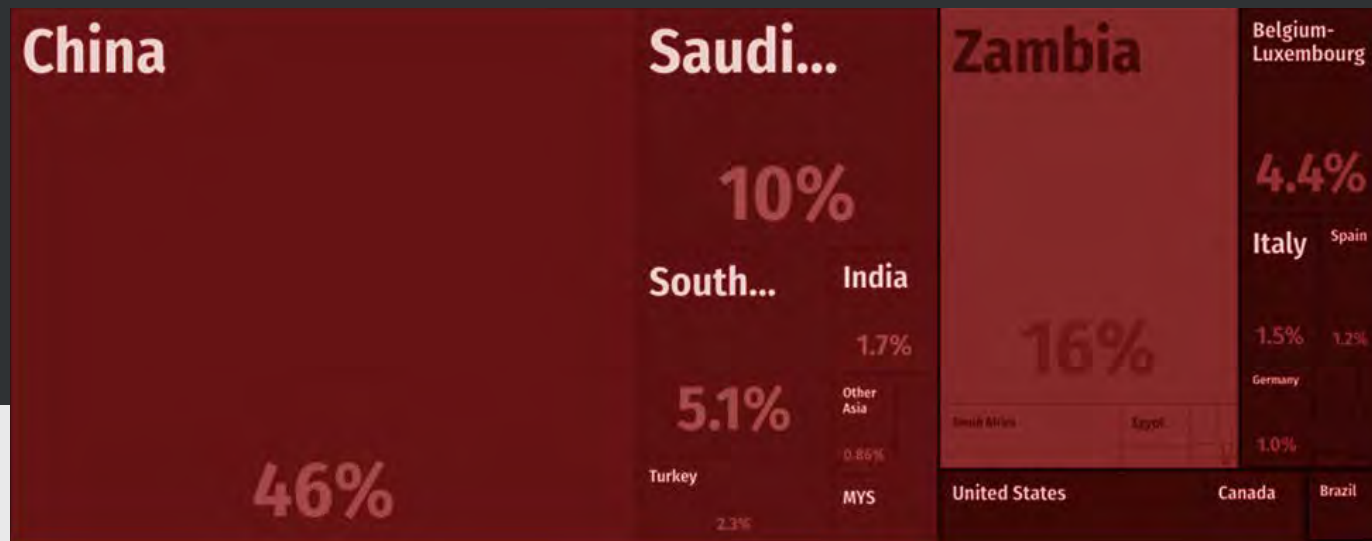 China
46%
Saudi...
10%
South...
5.1%
Turkey
2.3%
India
1.7%
Other
Asia
0.86%
MYS
Zambia
16%
South Africa
Egypt
Belgium-
Luxembourg
4.4%
Italy
1.5%
Spain
1.2%
Germany
1.0%
United States
Canada
Brazil